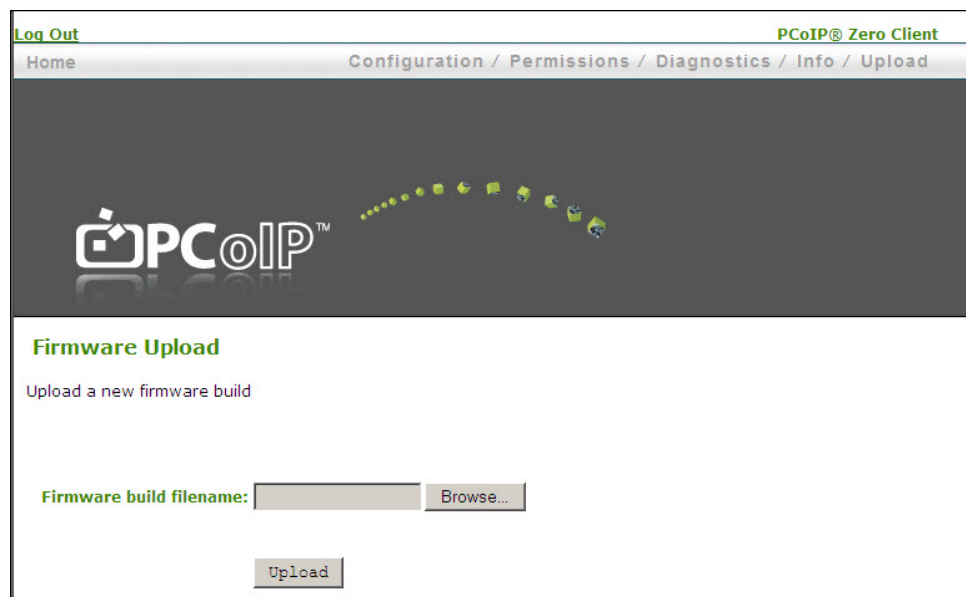 Log Out PCoIP® Zero Client
Home Configuration / Permissions / Diagnostics / Info / Upload
PCoIP™
Firmware Upload
Upload a new firmware build
Firmware build filename: Browse...
Upload